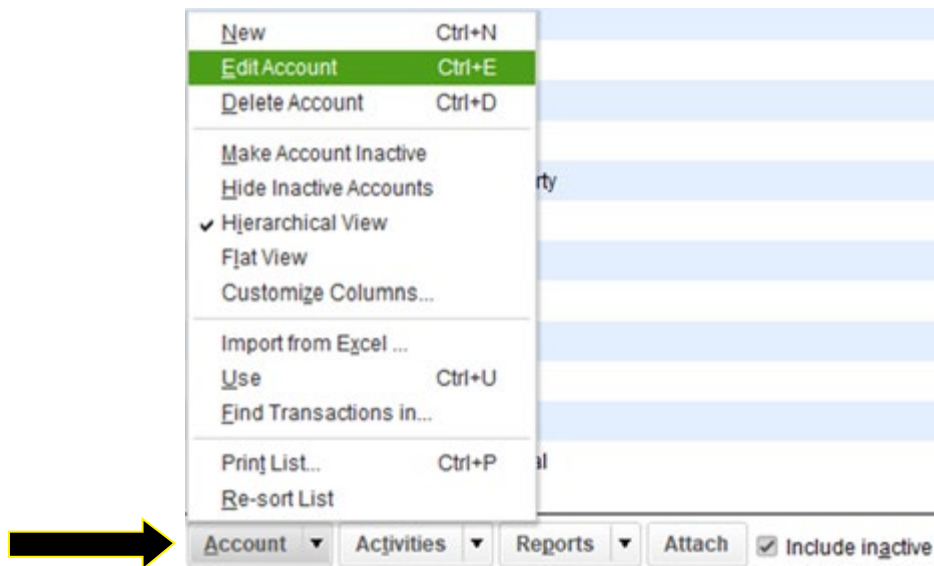 New Ctrl+N
Edit Account Ctrl+E
Delete Account Ctrl+D
Make Account Inactive
Hide Inactive Accounts
rty
Hierarchical View
Flat View
Customize Columns...
Import from Excel ...
Use Ctrl+U
Find Transactions in...
Print List... Ctrl+P
al
Re-sort List
Account Activities Reports Attach Include inactive